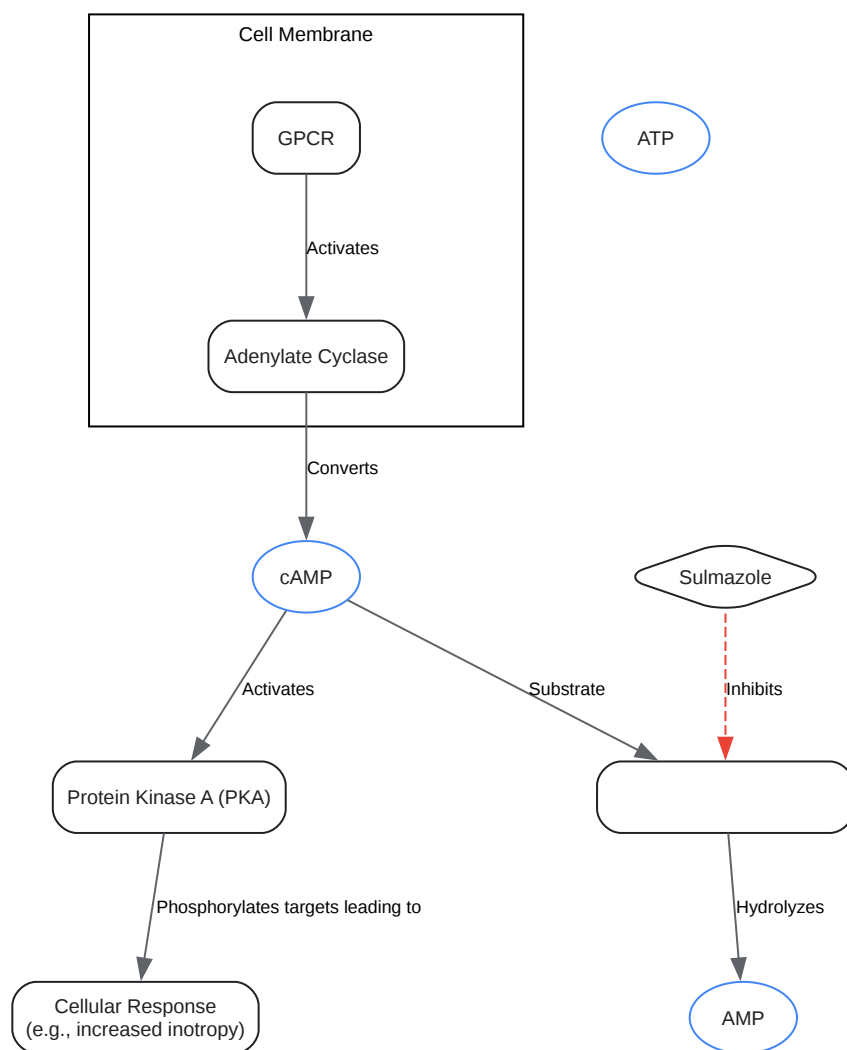 Cell Membrane
GPCR
ATP
Activates
Adenylate Cyclase
Converts
cAMP
Sulmazole
Activates
Substrate
Inhibits
Protein Kinase A (PKA)
Phosphorylates targets leading to
Hydrolyzes
Cellular Response
(e.g., increased inotropy)
AMP